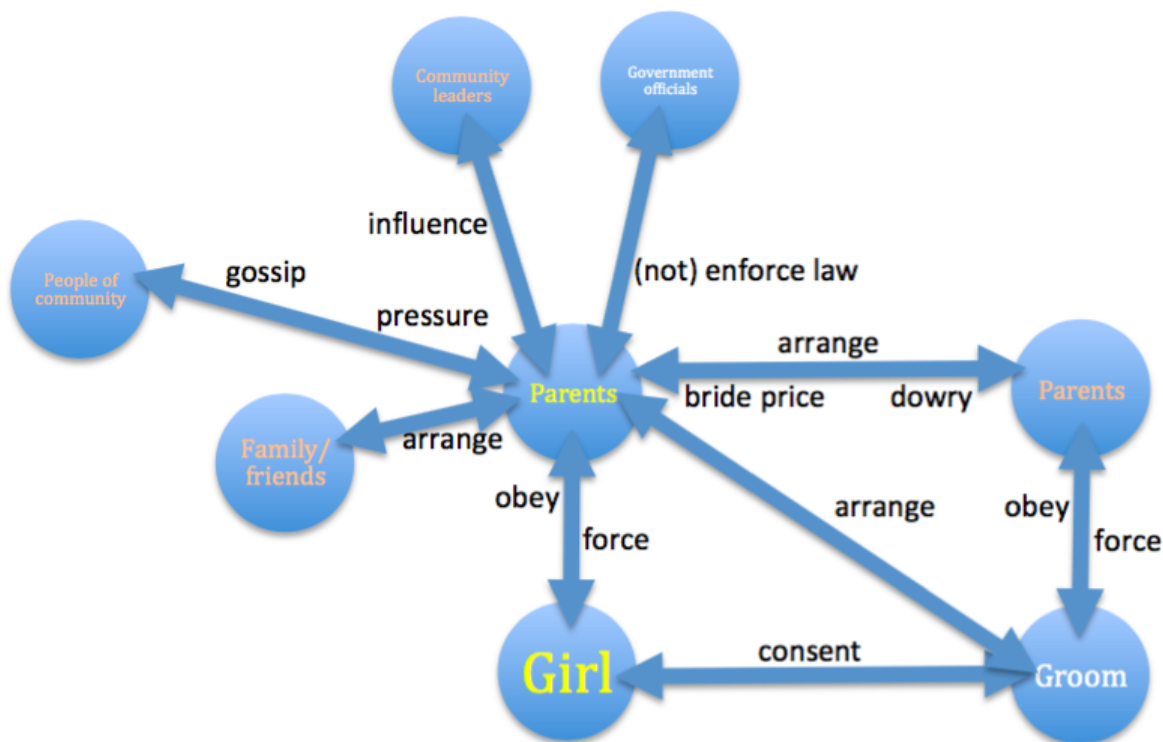 Community
leaders
Government
officials
influence
People of
community
gossip
(not) enforce law
pressure
arrange
Parents
bride price
dowry
Parents
arrange
Family/
friends
obey
force
arrange
obey
force
consent
Girl
Groom